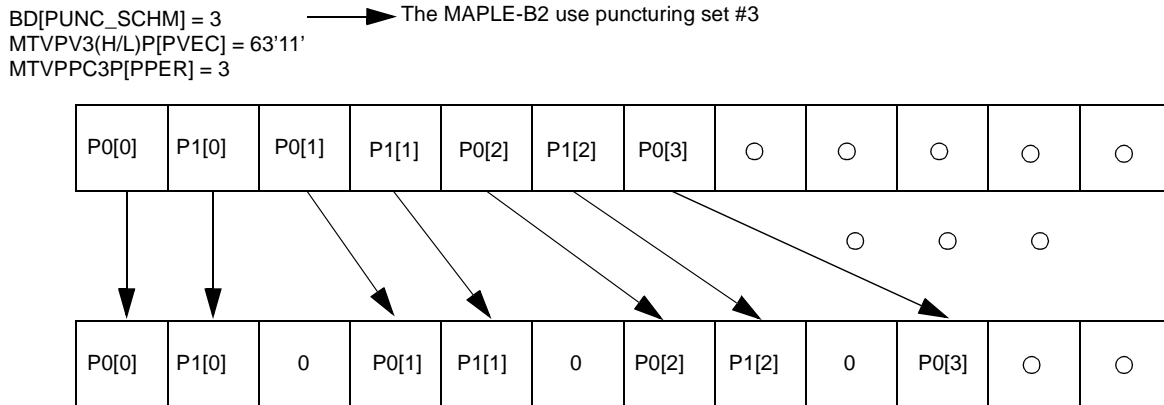 BD[PUNC_SCHM] = 3 The MAPLE-B2 use puncturing set #3
MTVPV3(H/L)P[PVEC] = 63'11'
MTVPPC3P[PPER] = 3
P0[0] P1[0] P0[1] P1[1] P0[2] P1[2] P0[3]
P0[0] P1[0] 0 P0[1] P1[1] 0 P0[2] P1[2] 0 P0[3]